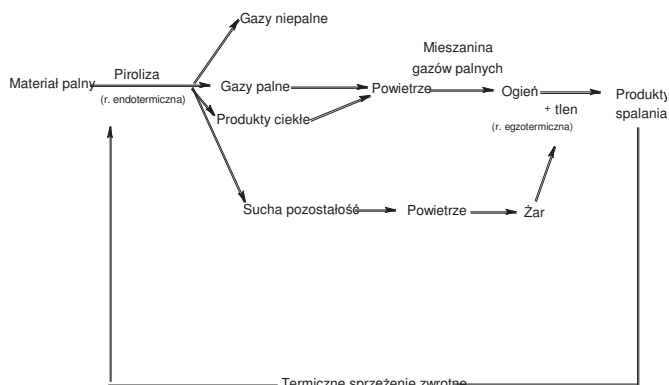 Gazy niepalne
Mieszanina
gazów palnych
Materiał palny
Piroliza
(r. endotermiczna)
Gazy palne
Powietrze
Ogień
+ tlen
(r. egzotermiczna)
Produkty
spalania
Produkty ciekłe
Sucha pozostałość
Powietrze
Żar
Termiczne sprzężenie zwrotne